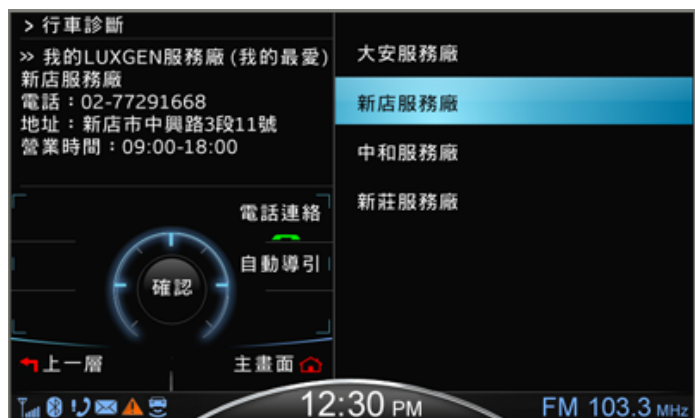 > 行車診斷
» 我的LUXGEN服務廠 (我的最愛)
新店服務廠
電話：02-77291668
地址：新店市中興路3段11號
營業時間：09:00-18:00
大安服務廠
新店服務廠
中和服務廠
新莊服務廠
電話連絡
自動導引
確認
上一層
主畫面
12:30 PM
FM 103.3 MHz